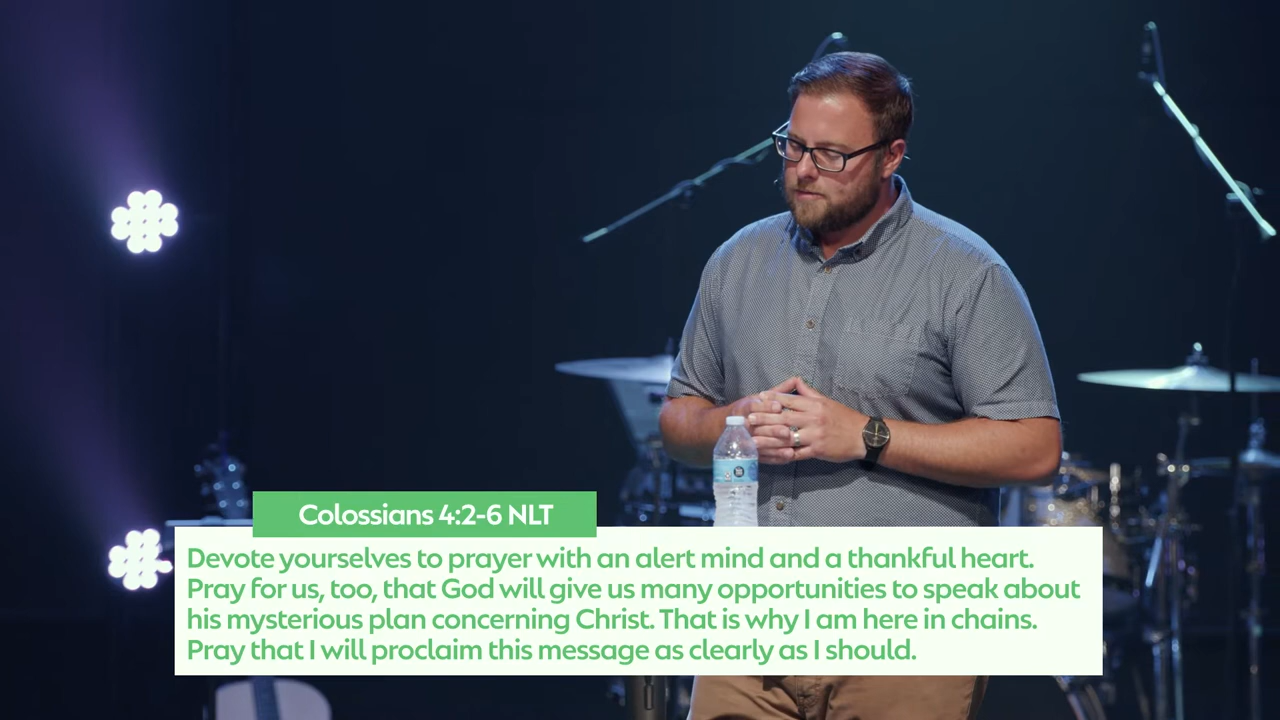 Colossians 4:2-6 NLT
Devote yourselves to prayer with an alert mind and a thankful heart.
Pray for us, too, that God will give us many opportunities to speak about
his mysterious plan concerning Christ. That is why I am here in chains.
Pray that I will proclaim this message as clearly as I should.